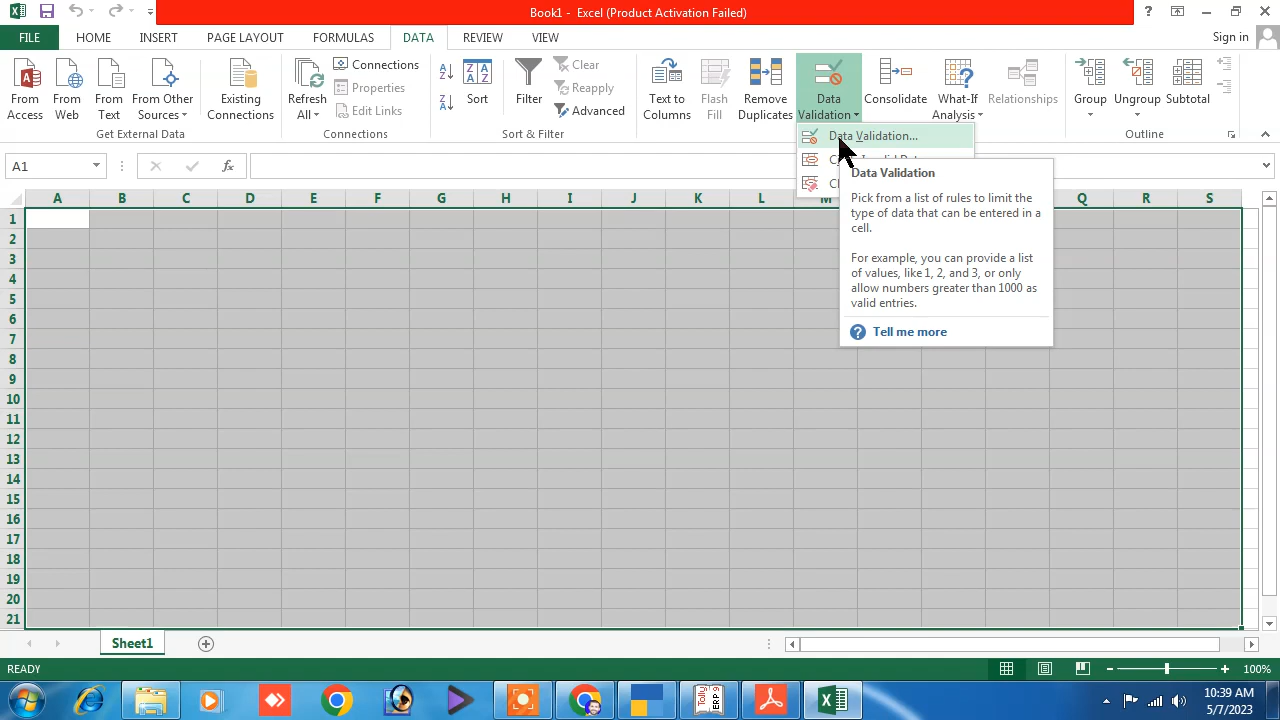 Book1 - Excel (Product Activation Failed)
FILE HOME INSERT PAGE LAYOUT FORMULAS DATA REVIEW VIEW Sign in
From Access
From Web
From Text
From Other Sources
Existing Connections
Get External Data
Refresh All
Connections
Properties
Edit Links
Connections
Sort
Filter
Clear
Reapply
Advanced
Sort & Filter
Text to Columns
Flash Fill
Remove Duplicates
Data Validation
Consolidate
What-If Analysis
Relationships
Group
Ungroup
Subtotal
Outline
Data Validation...
Data Validation
Pick from a list of rules to limit the
type of data that can be entered in a
cell.
For example, you can provide a list
of values, like 1, 2, and 3, or only
allow numbers greater than 1000 as
valid entries.
Tell me more
A1
fx
A B C D E F G H I J K L M Q R S
1
2
3
4
5
6
7
8
9
10
11
12
13
14
15
16
17
18
19
20
21
Sheet1
READY
100%
10:39 AM
5/7/2023